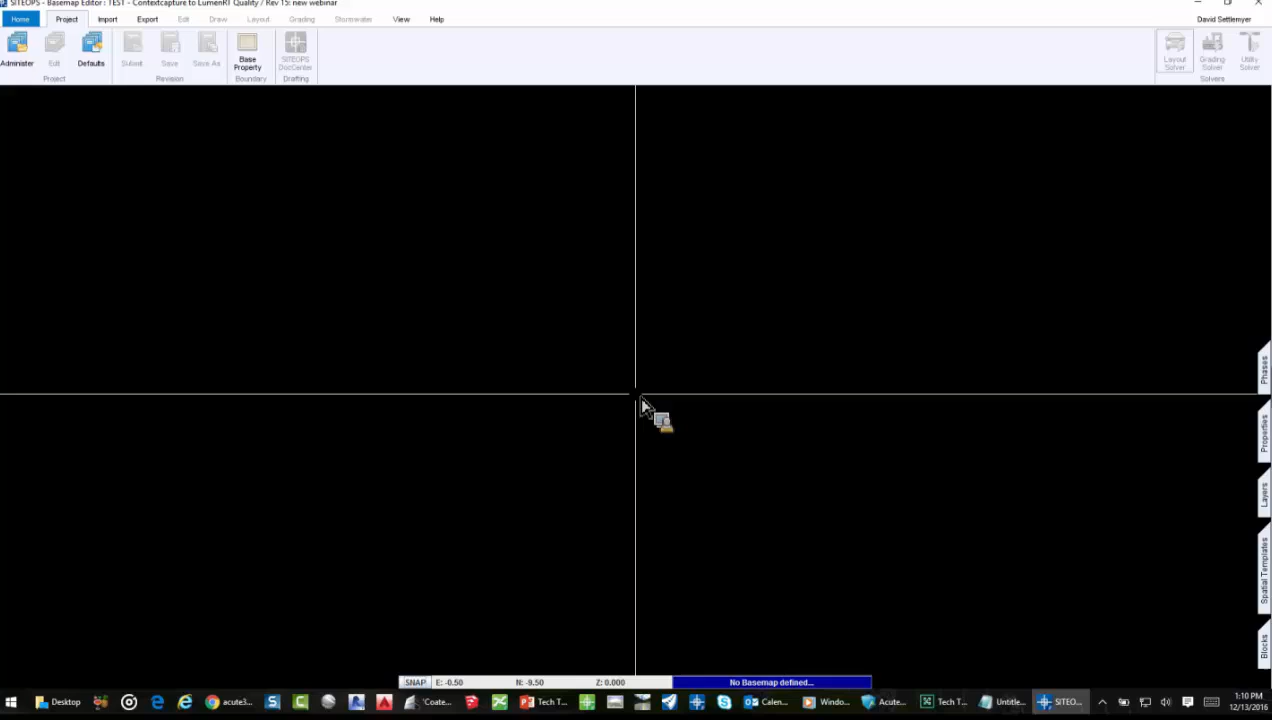 SITEOPS - Basemap Editor : TEST - Contextcapture to LumenRT Quality / Rev 15: new webinar
Home Project Import Export Edit Draw Layout Grading Stormwater View Help David Settlemyer
Administer Edit Defaults Submit Save Save As Base Property SITEOPS DocCenter Layout Solver Grading Solver Utility Solver
Project Revision Boundary Drafting Solvers
Phases
Properties
Layers
Spatial Templates
Blocks
SNAP E: -0.50 N: -9.50 Z: 0.000 No Basemap defined...
Desktop acute3... 'Coate... Tech T... Calen... Windo... Acute... Tech T... Untitle... SITEO... 1:10 PM
12/13/2016